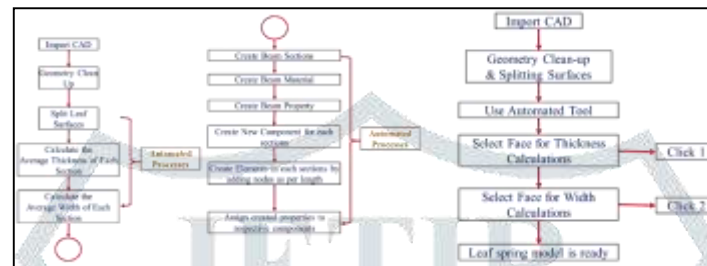 Import CAD
Geometry Clean
Up
Split Leaf
Surfaces
Calculate the
Average Thickness of Each
Section
Calculate the
Average Width of Each
Section
Automated
Processes
Create Beam Sections
Create Beam Material
Create Beam Property
Create New Component for each
sections
Create Elements in each sections by
adding nodes as per length
Assign created properties to
respective components
Automated
Processes
Import CAD
Geometry Clean-up
& Splitting Surfaces
Use Automated Tool
Select Face for Thickness
Calculations
Click 1
Select Face for Width
Calculations
Click 2
Leaf spring model is ready
JETIR